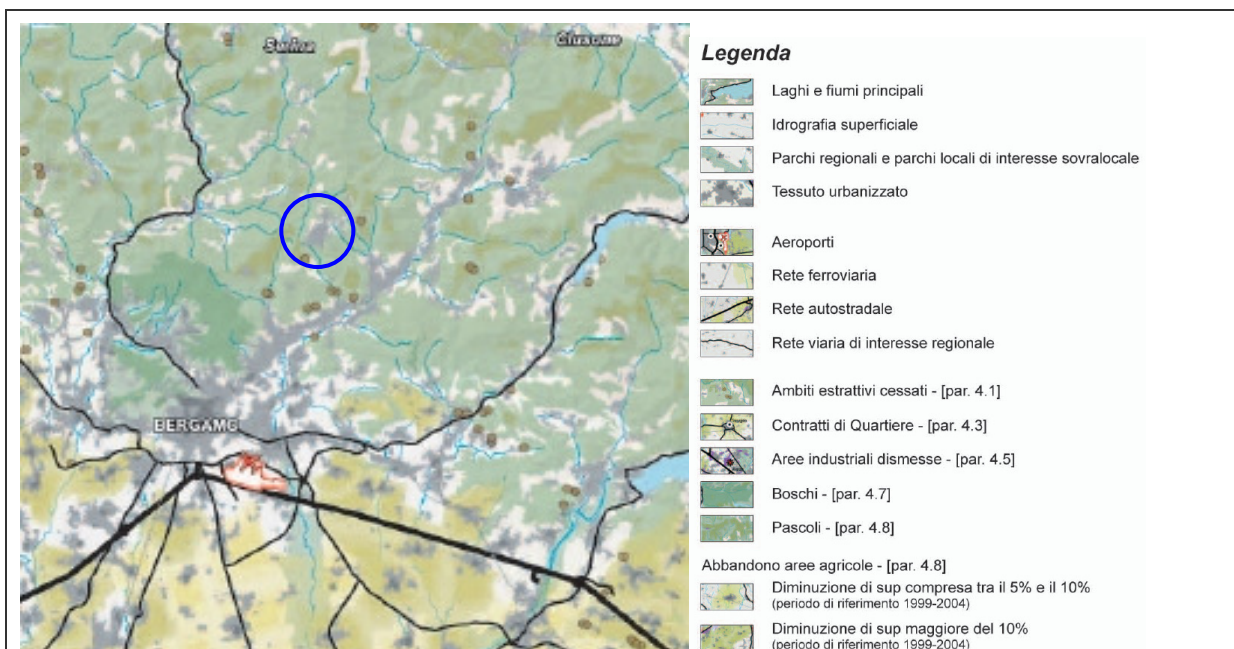 Clusone
BERGAMO
Legenda
Laghi e fiumi principali
Idrografia superficiale
Parchi regionali e parchi locali di interesse sovralocale
Tessuto urbanizzato
Aeroporti
Rete ferroviaria
Rete autostradale
Rete viaria di interesse regionale
Ambiti estrattivi cessati - [par. 4.1]
Contratti di Quartiere - [par. 4.3]
Aree industriali dismesse - [par. 4.5]
Boschi - [par. 4.7]
Pascoli - [par. 4.8]
Abbandono aree agricole - [par. 4.8]
Diminuzione di sup compresa tra il 5% e il 10%
(periodo di riferimento 1999-2004)
Diminuzione di sup maggiore del 10%
(periodo di riferimento 1999-2004)